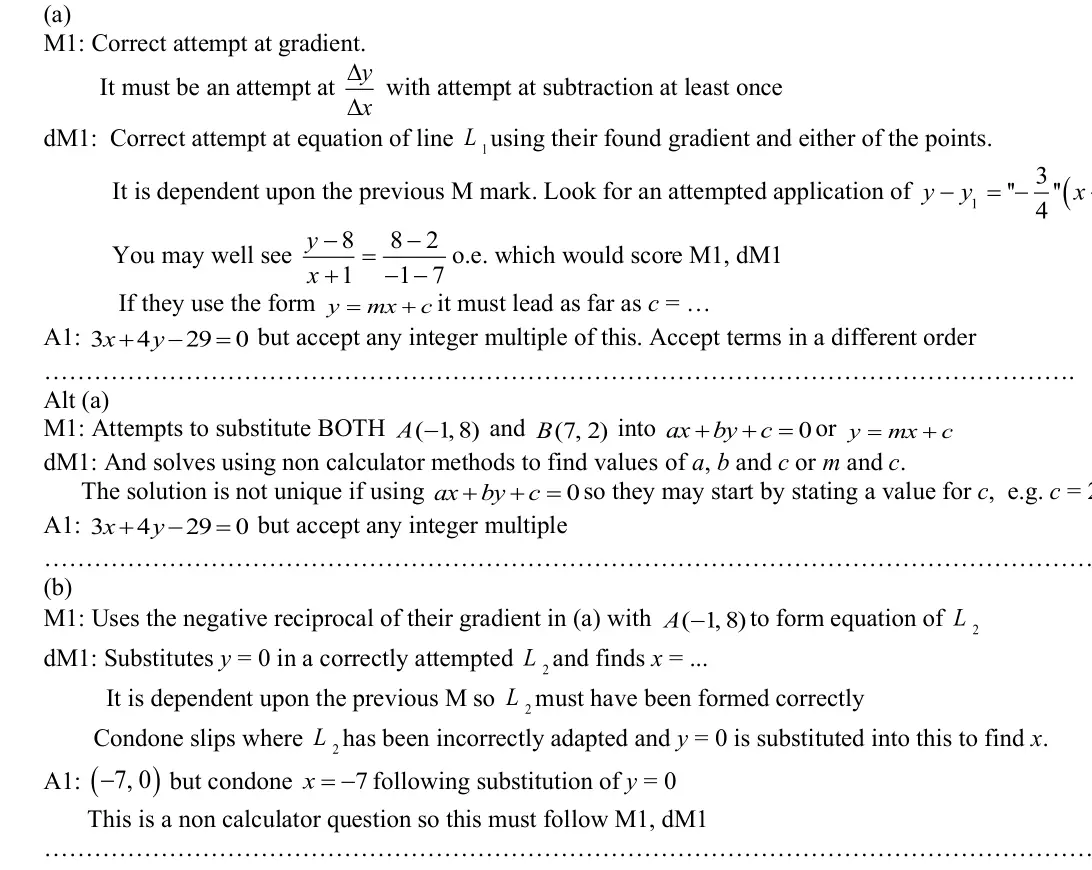 (a)
M1: Correct attempt at gradient.
It must be an attempt at Δy/Δx with attempt at subtraction at least once
dM1: Correct attempt at equation of line L₁ using their found gradient and either of the points.
It is dependent upon the previous M mark. Look for an attempted application of y − y₁ = "−3/4"(x
You may well see (y−8)/(x+1) = (8−2)/(−1−7) o.e. which would score M1, dM1
If they use the form y = mx + c it must lead as far as c = …
A1: 3x+4y−29=0 but accept any integer multiple of this. Accept terms in a different order
……………………………………………………………………………………………………………….
Alt (a)
M1: Attempts to substitute BOTH A(−1, 8) and B(7, 2) into ax+by+c=0 or y = mx+c
dM1: And solves using non calculator methods to find values of a, b and c or m and c.
The solution is not unique if using ax+by+c=0 so they may start by stating a value for c, e.g. c =
A1: 3x+4y−29=0 but accept any integer multiple
…………………………………………………………………………………………………………………
(b)
M1: Uses the negative reciprocal of their gradient in (a) with A(−1, 8) to form equation of L₂
dM1: Substitutes y = 0 in a correctly attempted L₂ and finds x = ...
It is dependent upon the previous M so L₂ must have been formed correctly
Condone slips where L₂ has been incorrectly adapted and y = 0 is substituted into this to find x.
A1: (−7, 0) but condone x = −7 following substitution of y = 0
This is a non calculator question so this must follow M1, dM1
…………………………………………………………………………………………………………………